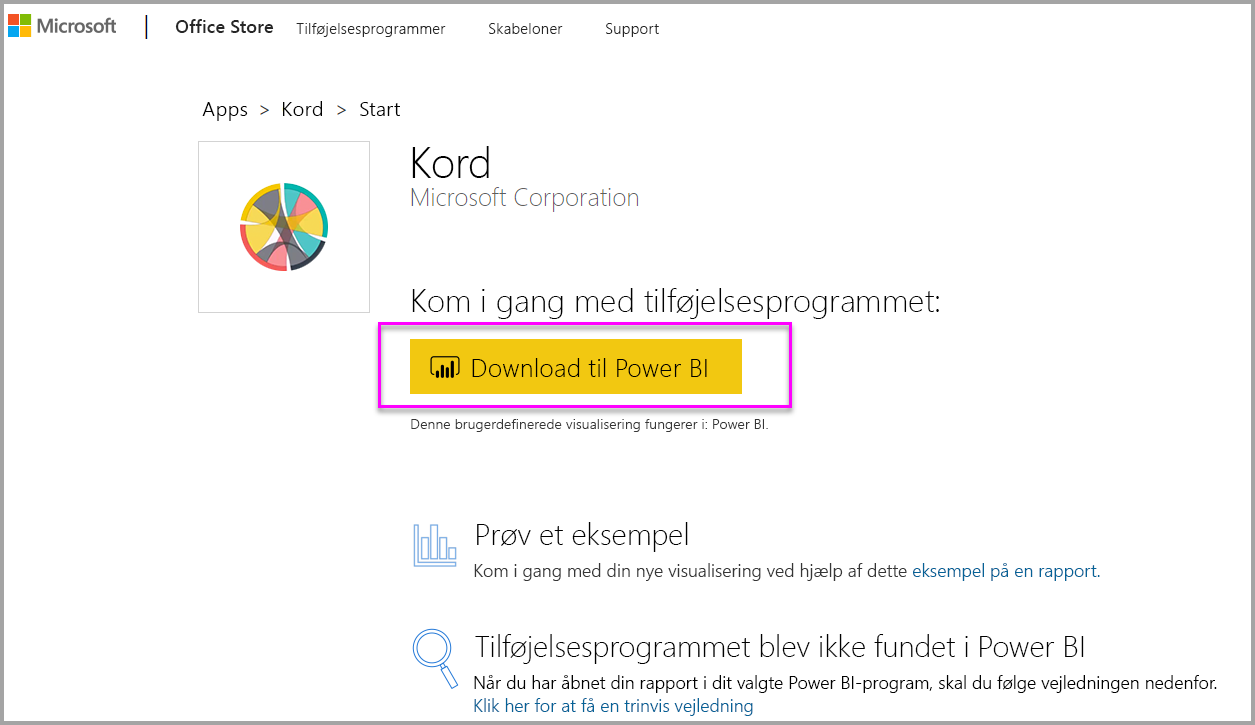 Microsoft | Office Store Tilføjelsesprogrammer Skabeloner Support
Apps > Kord > Start
Kord
Microsoft Corporation
Kom i gang med tilføjelsesprogrammet:
Download til Power BI
Denne brugerdefinerede visualisering fungerer i: Power BI.
Prøv et eksempel
Kom i gang med din nye visualisering ved hjælp af dette eksempel på en rapport.
Tilføjelsesprogrammet blev ikke fundet i Power BI
Når du har åbnet din rapport i dit valgte Power BI-program, skal du følge vejledningen nedenfor.
Klik her for at få en trinvis vejledning